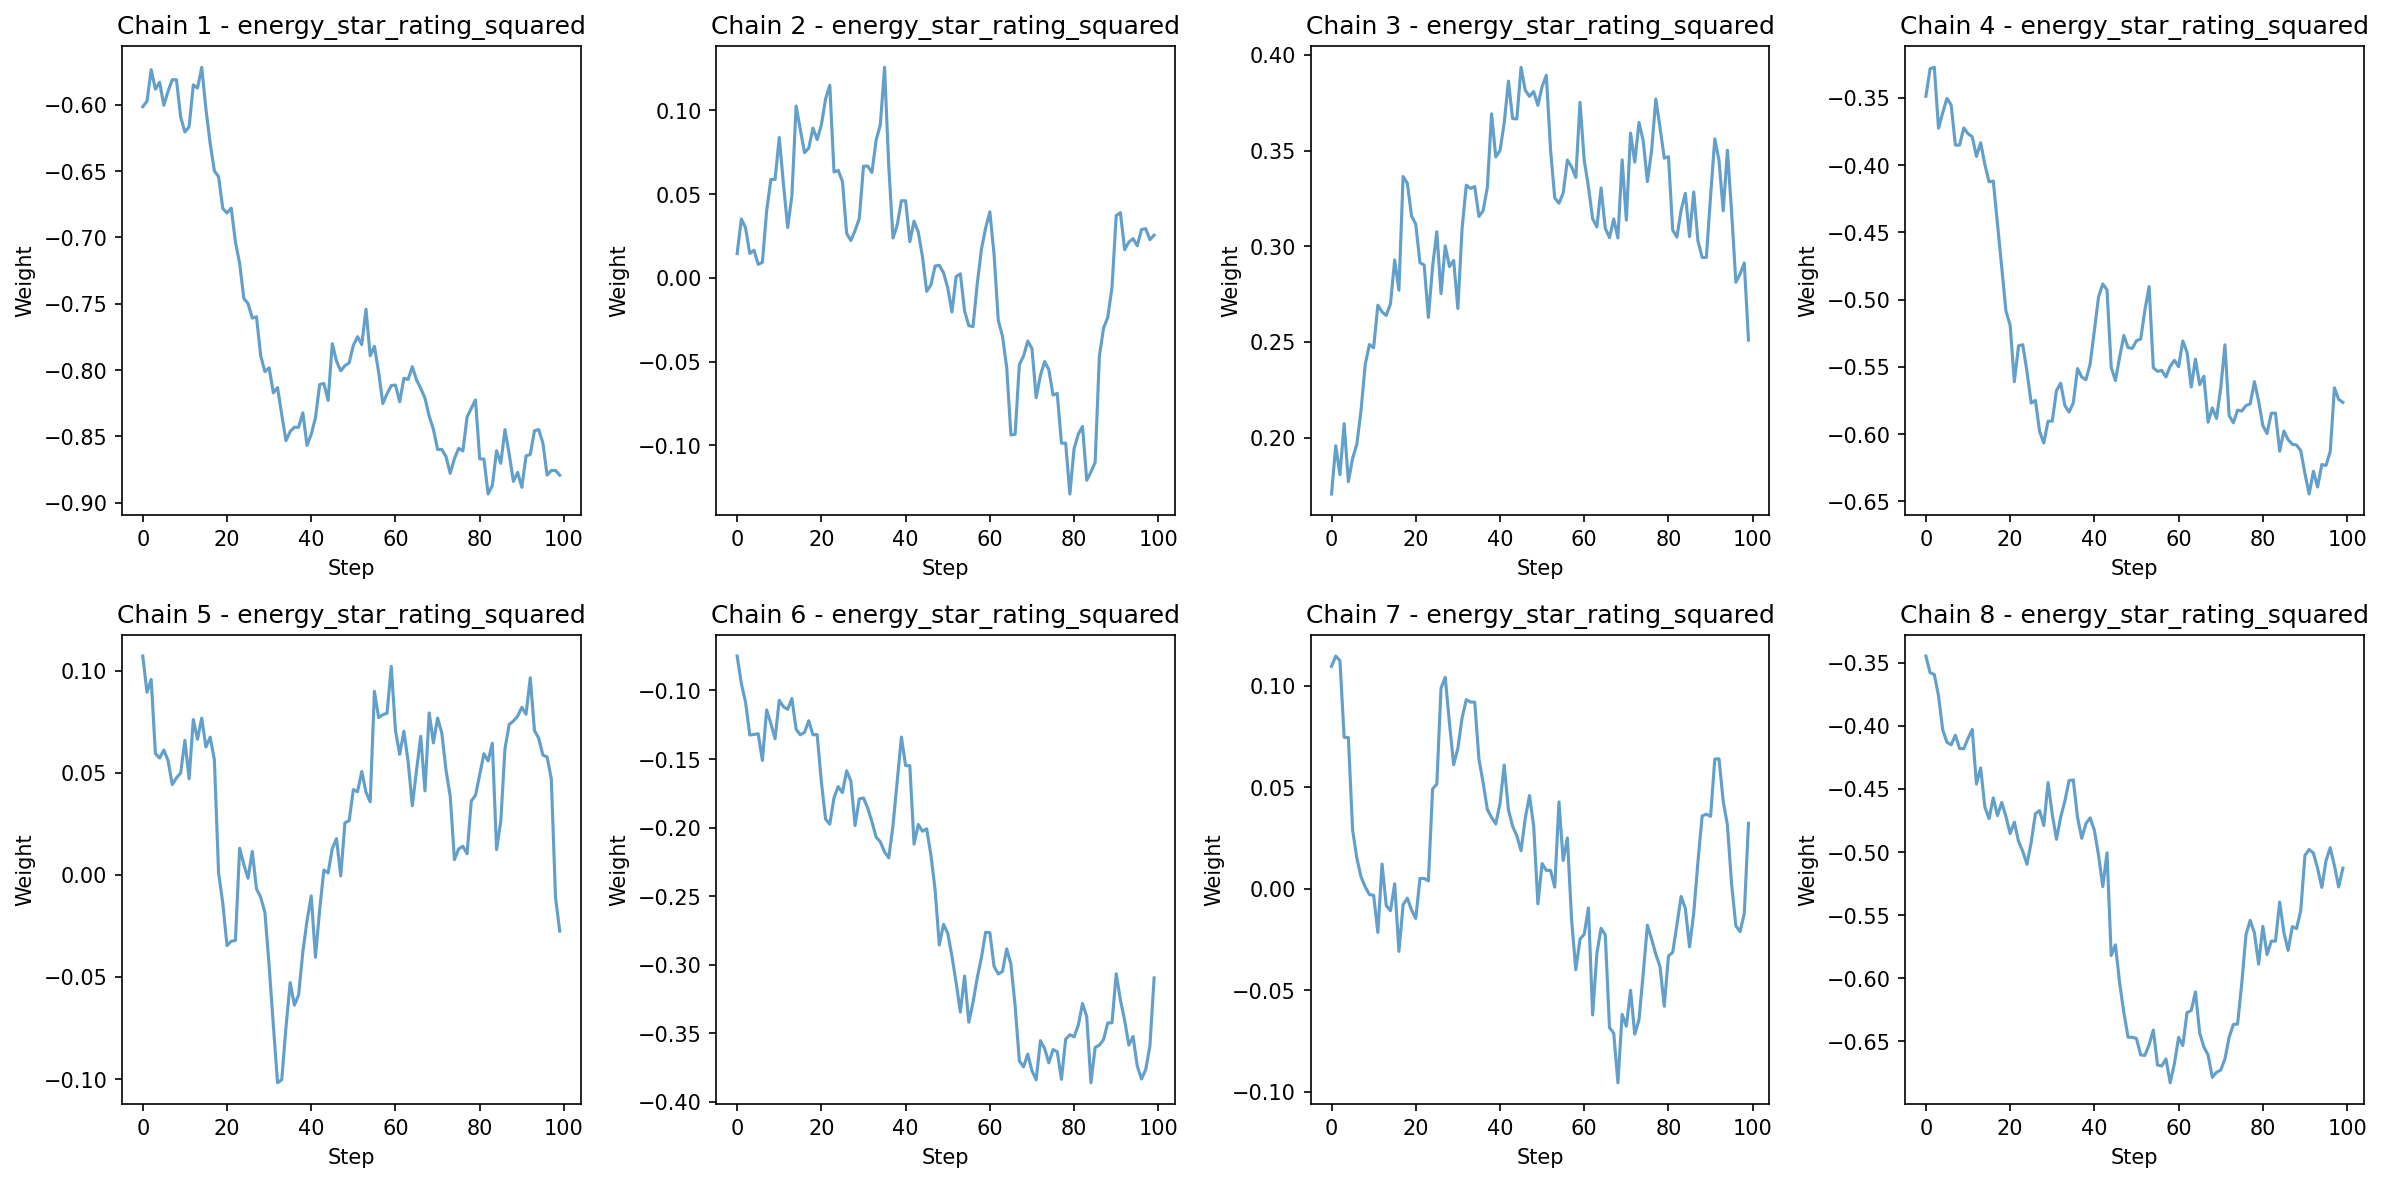 Chain 1 - energy_star_rating_squared
Chain 2 - energy_star_rating_squared
Chain 3 - energy_star_rating_squared
Chain 4 - energy_star_rating_squared
Weight
−0.60
−0.65
−0.70
−0.75
−0.80
−0.85
−0.90
0 20 40 60 80 100
Step
Weight
0.10
0.05
0.00
−0.05
−0.10
0 20 40 60 80 100
Step
Weight
0.40
0.35
0.30
0.25
0.20
0 20 40 60 80 100
Step
Weight
−0.35
−0.40
−0.45
−0.50
−0.55
−0.60
−0.65
0 20 40 60 80 100
Step
Chain 5 - energy_star_rating_squared
Chain 6 - energy_star_rating_squared
Chain 7 - energy_star_rating_squared
Chain 8 - energy_star_rating_squared
Weight
0.10
0.05
0.00
−0.05
−0.10
0 20 40 60 80 100
Step
Weight
−0.10
−0.15
−0.20
−0.25
−0.30
−0.35
−0.40
0 20 40 60 80 100
Step
Weight
0.10
0.05
0.00
−0.05
−0.10
0 20 40 60 80 100
Step
Weight
−0.35
−0.40
−0.45
−0.50
−0.55
−0.60
−0.65
0 20 40 60 80 100
Step